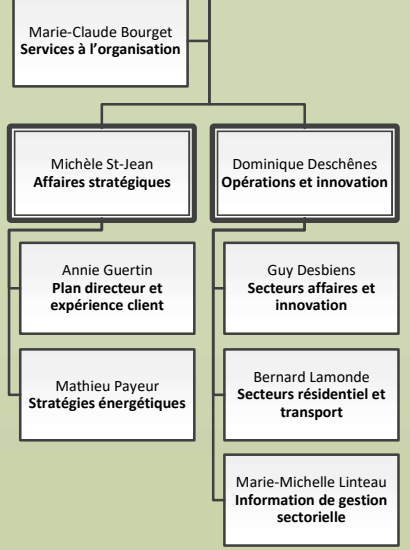 Marie-Claude Bourget
Services à l’organisation
Michèle St-Jean
Affaires stratégiques
Dominique Deschênes
Opérations et innovation
Annie Guertin
Plan directeur et
expérience client
Guy Desbiens
Secteurs affaires et
innovation
Mathieu Payeur
Stratégies énergétiques
Bernard Lamonde
Secteurs résidentiel et
transport
Marie-Michelle Linteau
Information de gestion
sectorielle